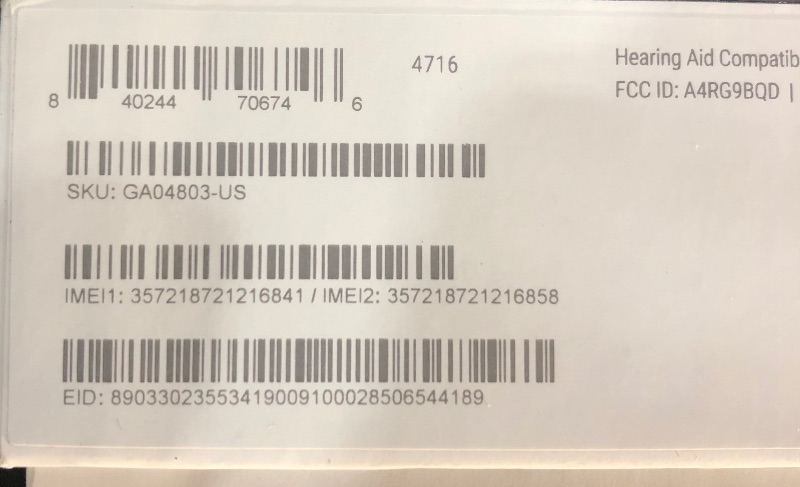 8 40244 70674 6
4716
Hearing Aid Compatib
FCC ID: A4RG9BQD |
SKU: GA04803-US
IMEI1: 357218721216841 / IMEI2: 357218721216858
EID: 89033023553419009100028506544189